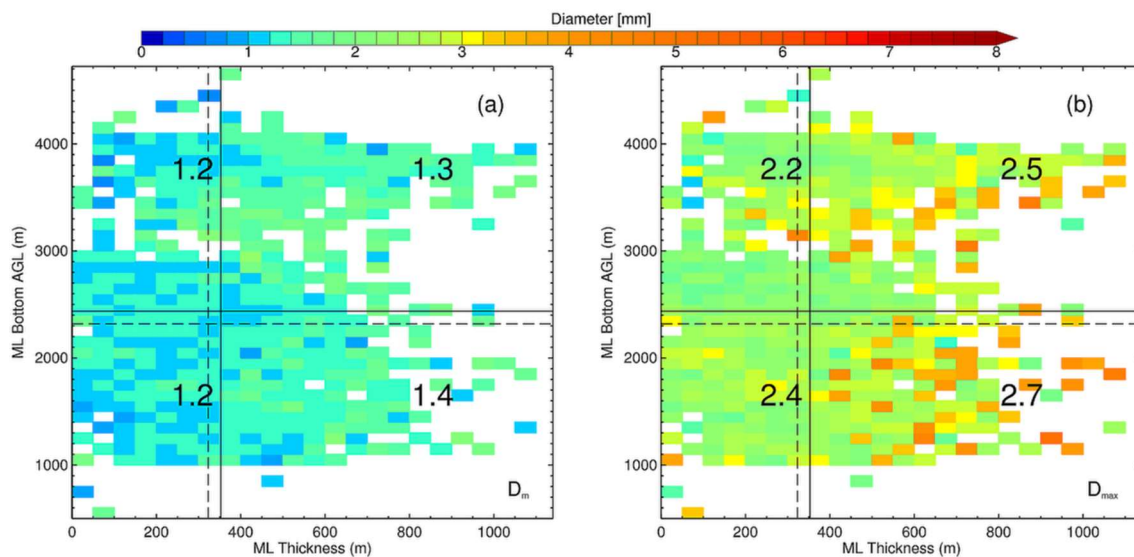 Diameter [mm]
0 1 2 3 4 5 6 7 8
(a) (b)
4000 1.2 1.3 4000 2.2 2.5
ML Bottom AGL (m) ML Bottom AGL (m)
3000 3000
2000 2000
1.2 1.4 2.4 2.7
1000 1000
Dm Dmax
0 200 400 600 800 1000 0 200 400 600 800 1000
ML Thickness (m) ML Thickness (m)